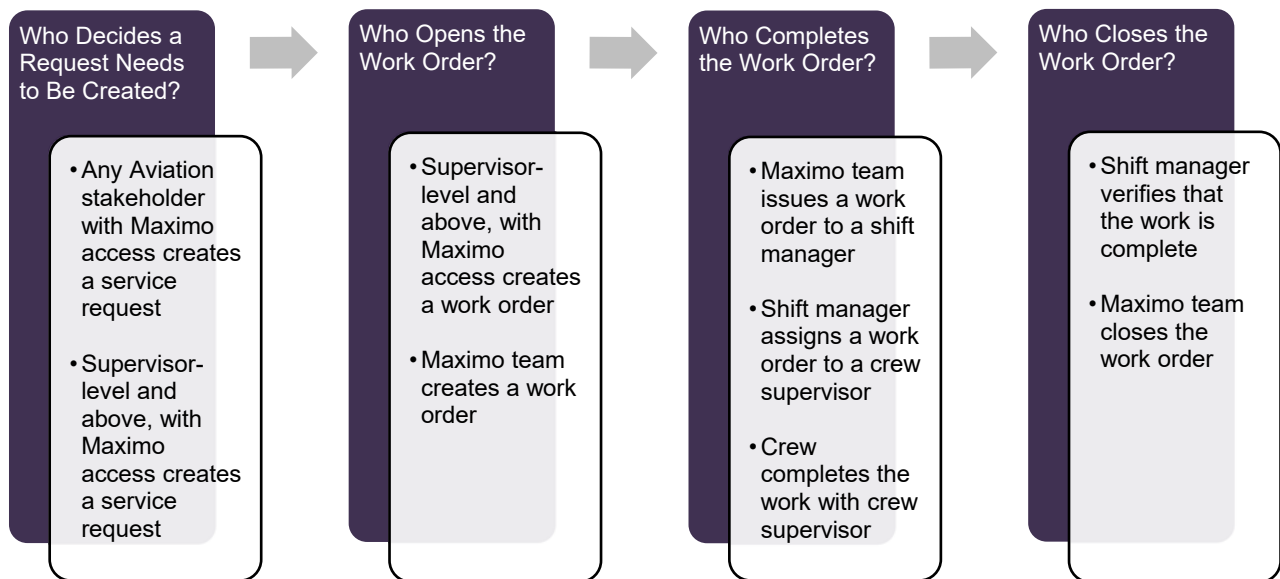 Who Decides a
Request Needs
to Be Created?
• Any Aviation
stakeholder
with Maximo
access creates
a service
request
• Supervisor-
level and
above, with
Maximo
access creates
a service
request
Who Opens the
Work Order?
• Supervisor-
level and
above, with
Maximo
access creates
a work order
• Maximo team
creates a work
order
Who Completes
the Work Order?
• Maximo team
issues a work
order to a shift
manager
• Shift manager
assigns a work
order to a crew
supervisor
• Crew
completes the
work with crew
supervisor
Who Closes the
Work Order?
• Shift manager
verifies that
the work is
complete
• Maximo team
closes the
work order